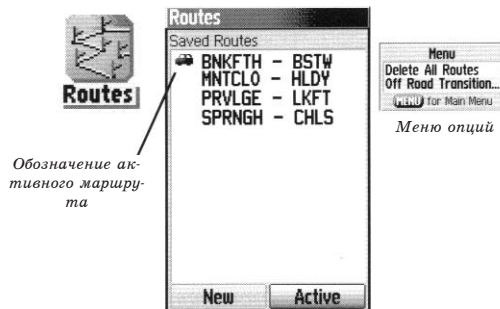 Routes
Обозначение ак-
тивного маршру-
та
Routes
Saved Routes
BNKFTH - BSTW
MNTCLO - HLDY
PRVLGE - LKFT
SPRNGH - CHLS
New
Active
Menu
Delete All Routes
Off Road Transition...
MENU for Main Menu
Меню опций